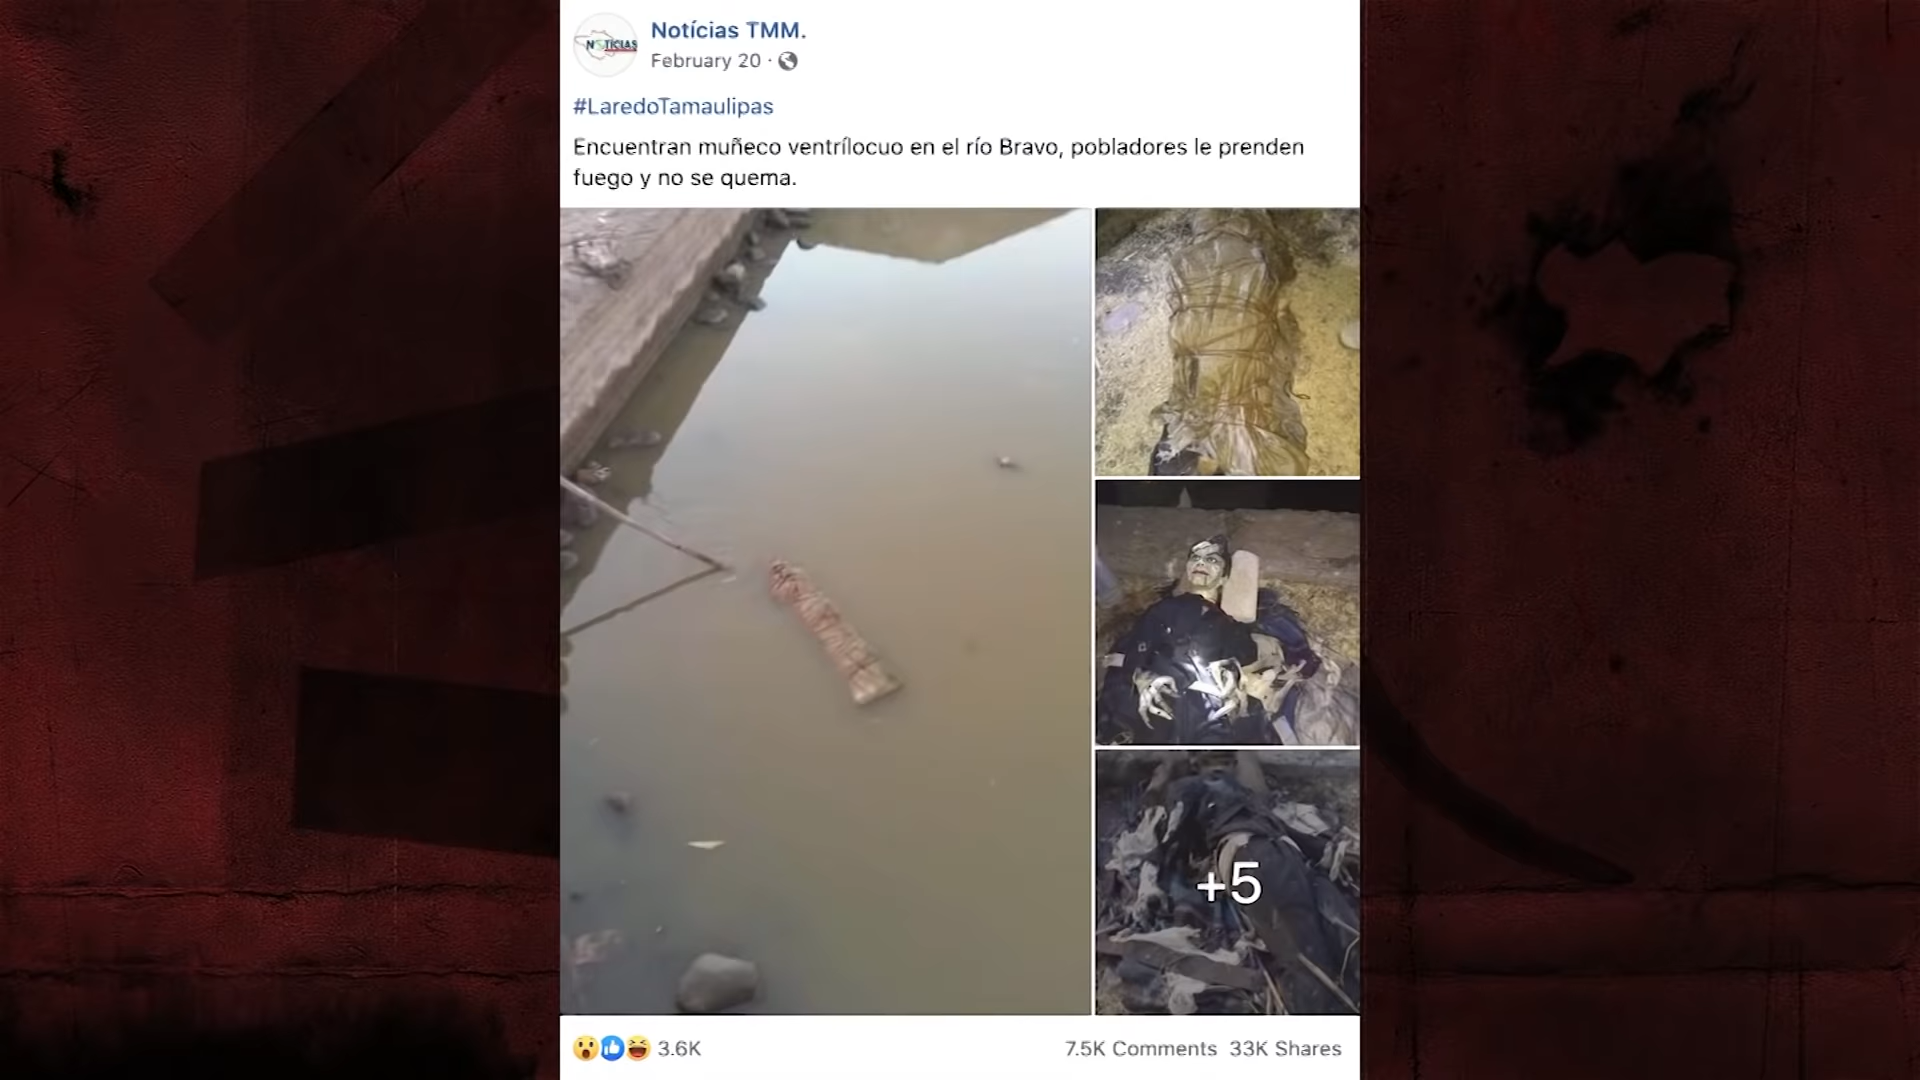 NOTICIAS
Notícias TMM.
February 20 ·
#LaredoTamaulipas
Encuentran muñeco ventrílocuo en el río Bravo, pobladores le prenden
fuego y no se quema.
+5
3.6K 7.5K Comments 33K Shares